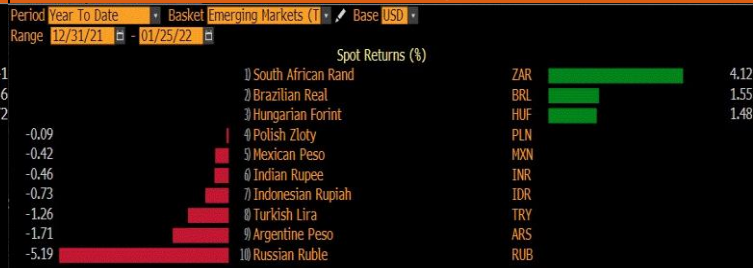 Period Year To Date Basket Emerging Markets (T Base USD
Range 12/31/21 - 01/25/22
Spot Returns (%)
1) South African Rand ZAR 4.12
2) Brazilian Real BRL 1.55
3) Hungarian Forint HUF 1.48
-0.09 4) Polish Zloty PLN
-0.42 5) Mexican Peso MXN
-0.46 6) Indian Rupee INR
-0.73 7) Indonesian Rupiah IDR
-1.26 8) Turkish Lira TRY
-1.71 9) Argentine Peso ARS
-5.19 10) Russian Ruble RUB